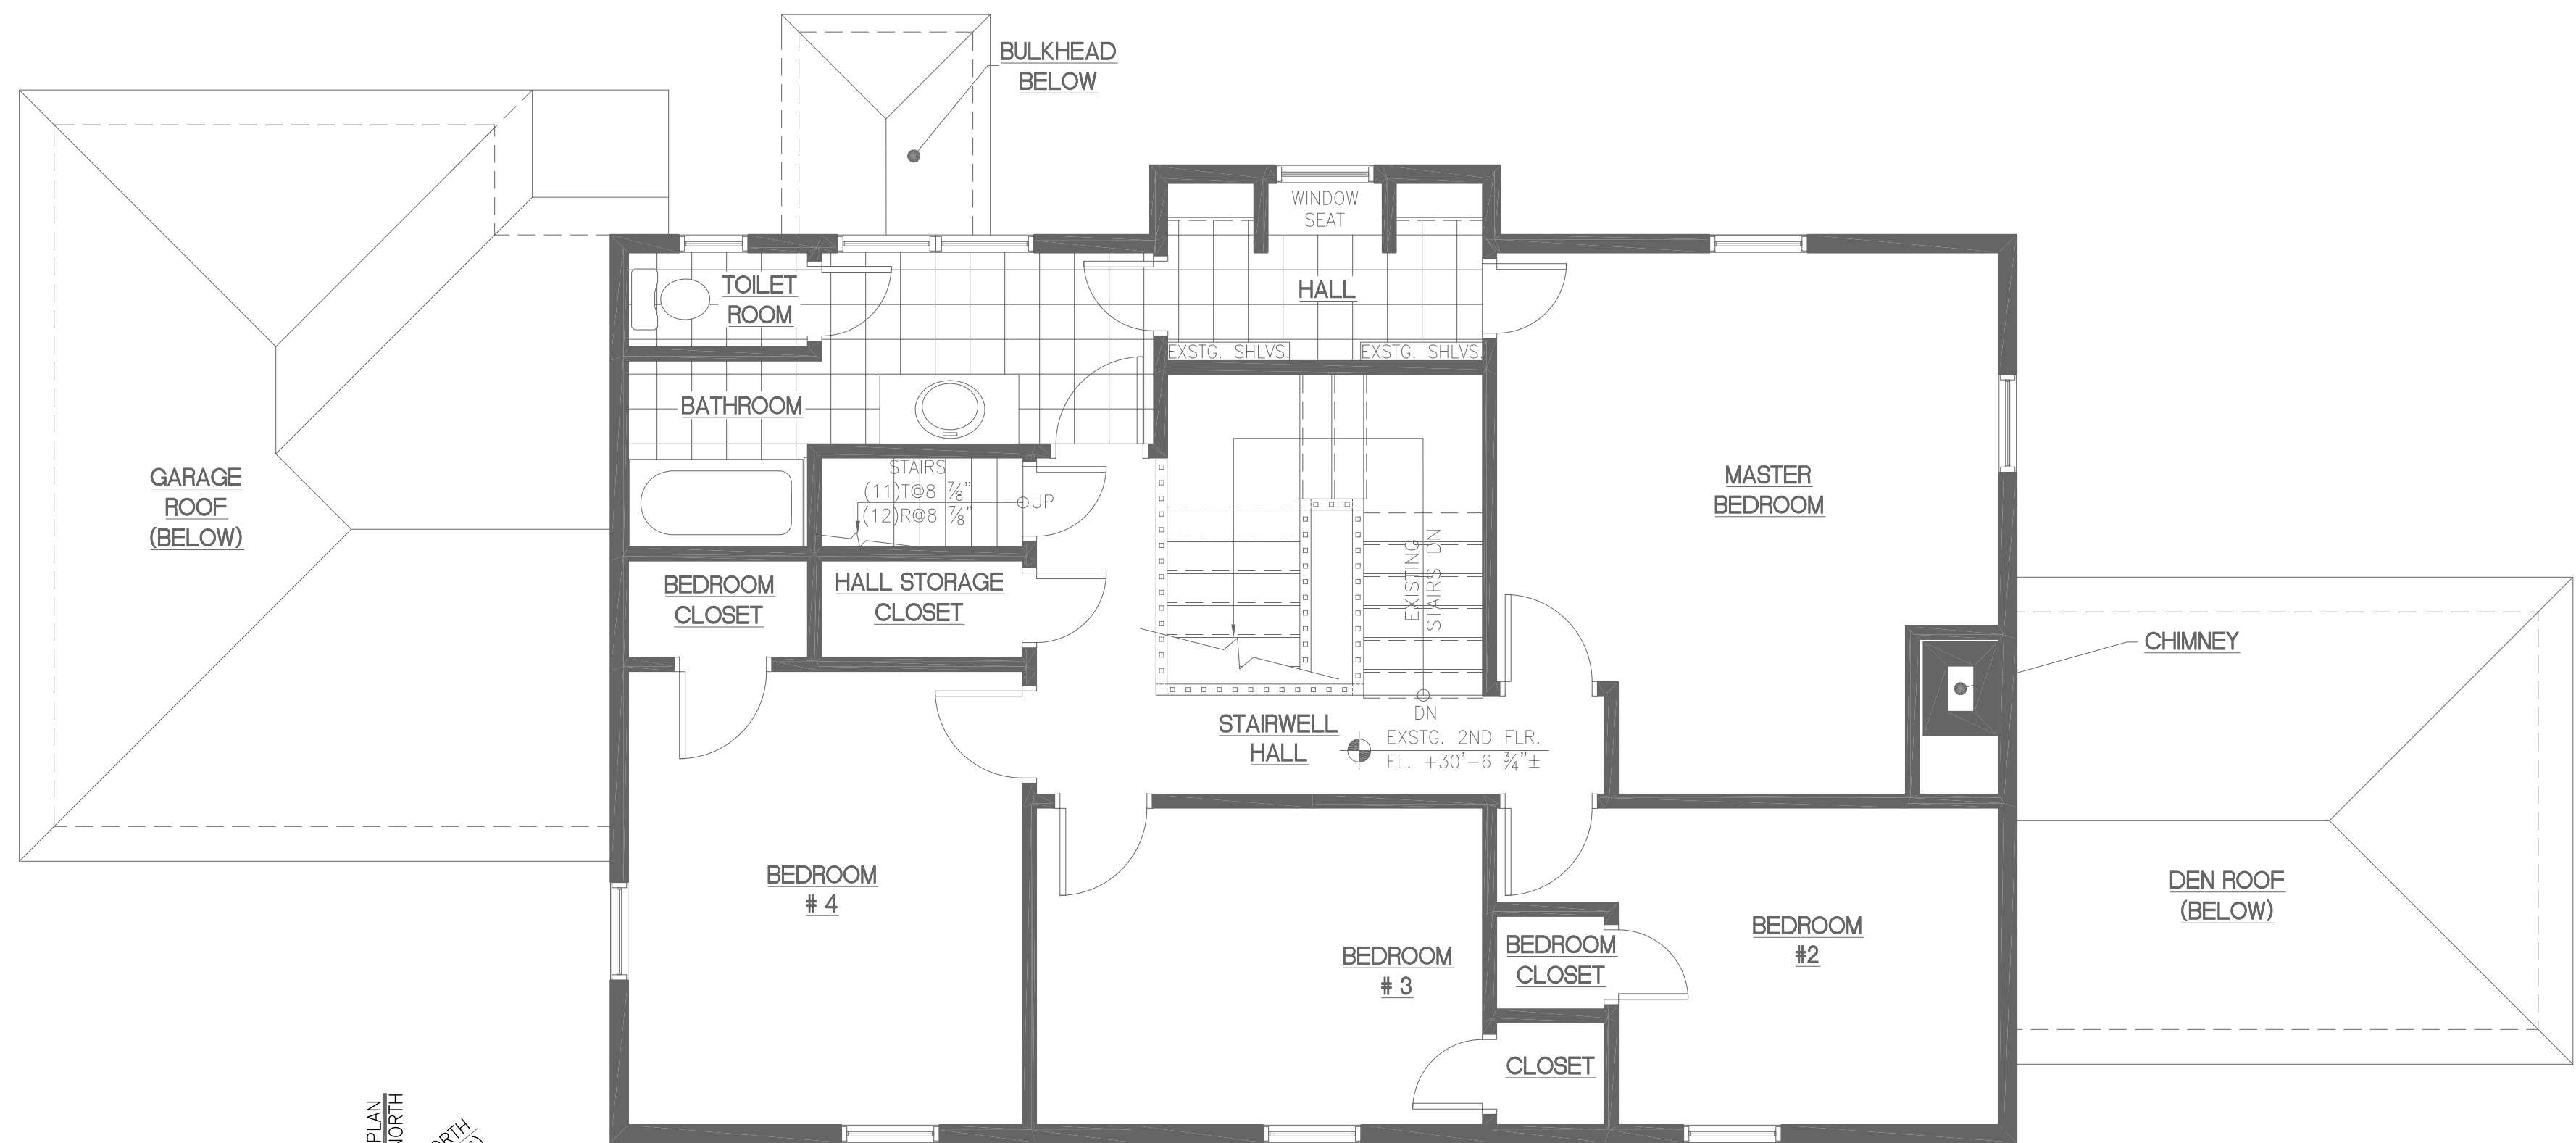 BULKHEAD
BELOW
WINDOW
SEAT
TOILET
ROOM
HALL
EXSTG. SHLVS.
EXSTG. SHLVS.
BATHROOM
GARAGE
ROOF
(BELOW)
STAIRS
(11)T@8 ⅞"
(12)R@8 ⅞"
UP
MASTER
BEDROOM
EXISTING
STAIRS DN
BEDROOM
CLOSET
HALL STORAGE
CLOSET
CHIMNEY
DN
STAIRWELL
HALL
EXSTG. 2ND FLR.
EL. +30'-6 ¾"±
BEDROOM
# 4
BEDROOM
# 3
BEDROOM
CLOSET
BEDROOM
#2
DEN ROOF
(BELOW)
CLOSET
PLAN
NORTH